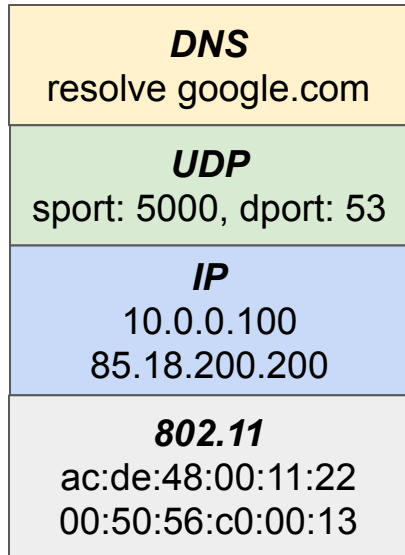 DNS
resolve google.com
UDP
sport: 5000, dport: 53
IP
10.0.0.100
85.18.200.200
802.11
ac:de:48:00:11:22
00:50:56:c0:00:13